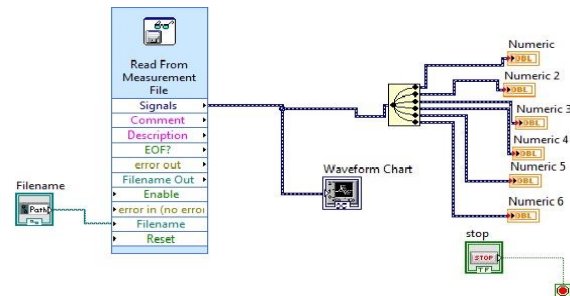 Read From
Measurement
File
Signals
Comment
Description
EOF?
error out
Filename Out
Enable
error in (no error
Filename
Reset
Filename
Path
Waveform Chart
Numeric
DBL
Numeric 2
DBL
Numeric 3
DBL
Numeric 4
DBL
Numeric 5
DBL
Numeric 6
DBL
stop
STOP
TF